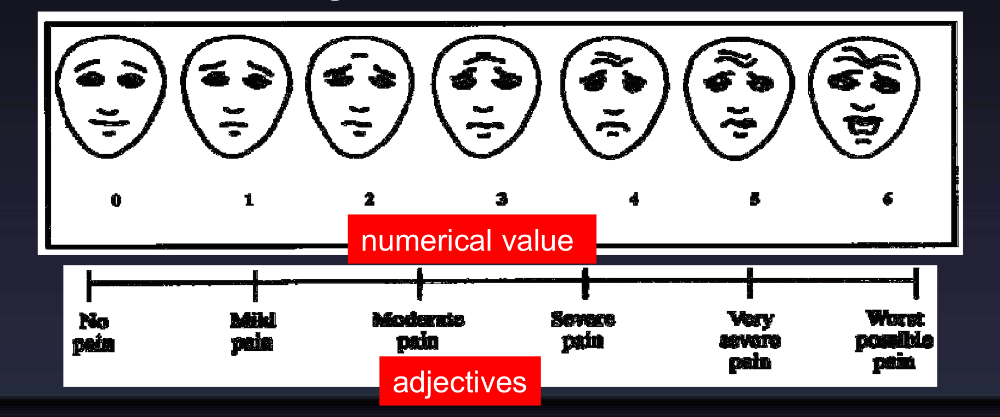 0 1 2 3 4 5 6
numerical value
No pain
Mild pain
Moderate pain
Severe pain
Very severe pain
Worst possible pain
adjectives